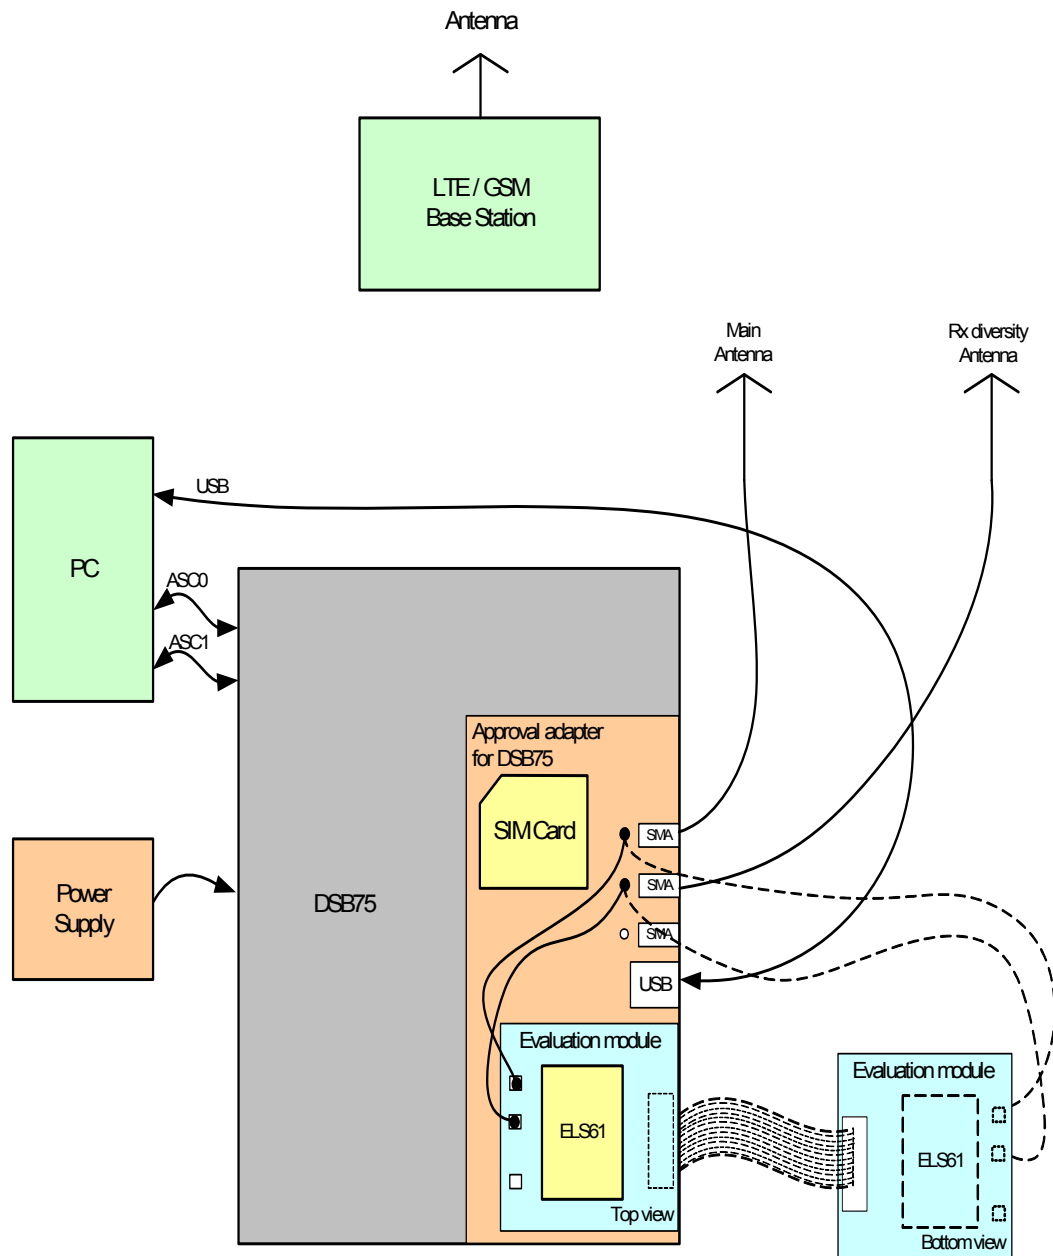 Antenna
LTE / GSM
Base Station
Main
Antenna
Rx diversity
Antenna
USB
PC
ASC0
ASC1
Approval adapter
for DSB75
SIM Card
SMA
Power
Supply
DSB75
SMA
SMA
USB
Evaluation module
Evaluation module
ELS61
ELS61
Top view
Bottom view